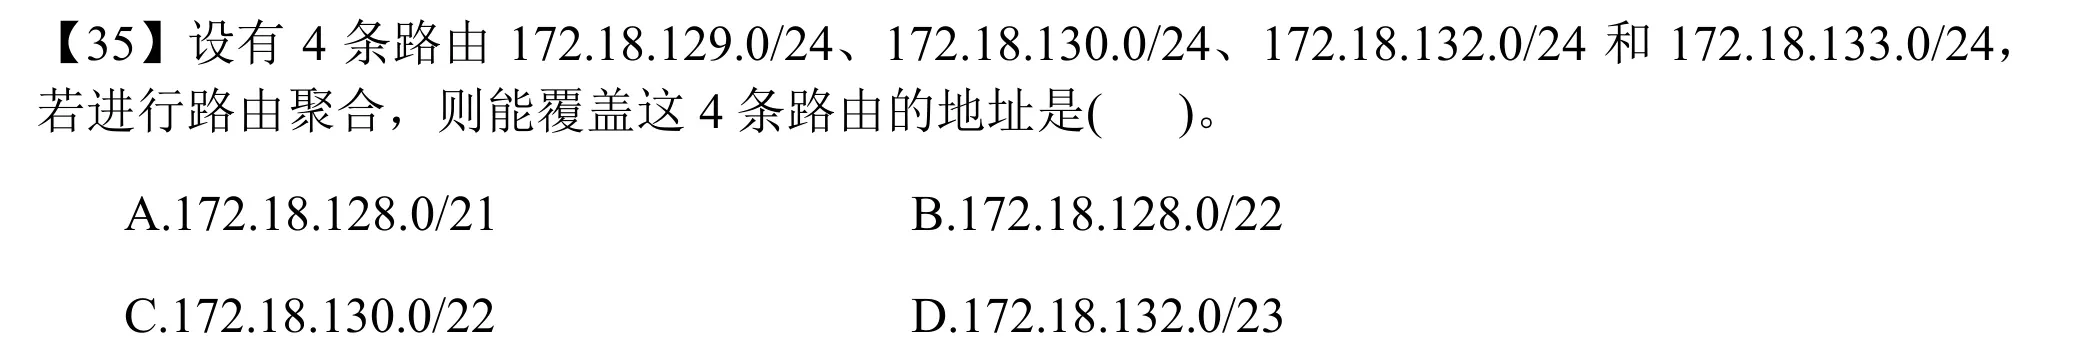 【35】设有 4 条路由 172.18.129.0/24、172.18.130.0/24、172.18.132.0/24 和 172.18.133.0/24，
若进行路由聚合，则能覆盖这 4 条路由的地址是(    )。
A.172.18.128.0/21    B.172.18.128.0/22
C.172.18.130.0/22    D.172.18.132.0/23